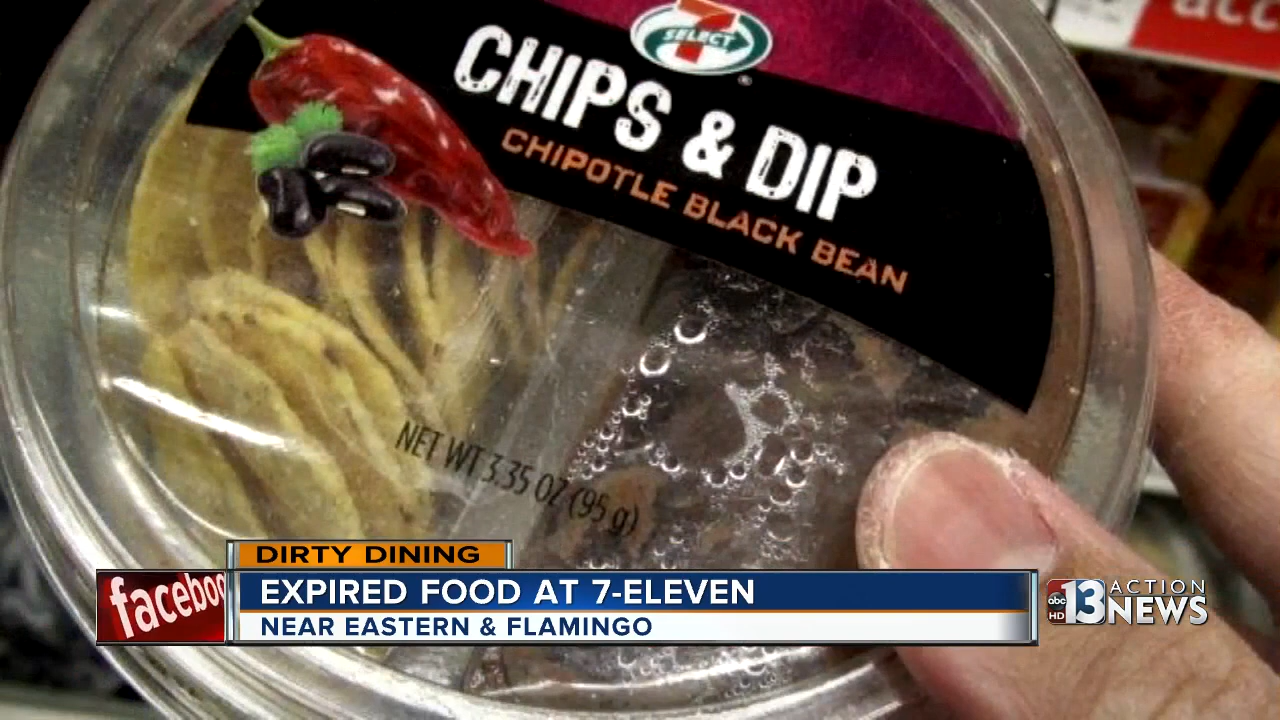 acc
7
SELECT
®
CHIPS & DIP
CHIPOTLE BLACK BEAN
NET WT 3.35 OZ (95 g)
DIRTY DINING
faceboo
EXPIRED FOOD AT 7-ELEVEN
NEAR EASTERN & FLAMINGO
abc
HD
13
ACTION
NEWS